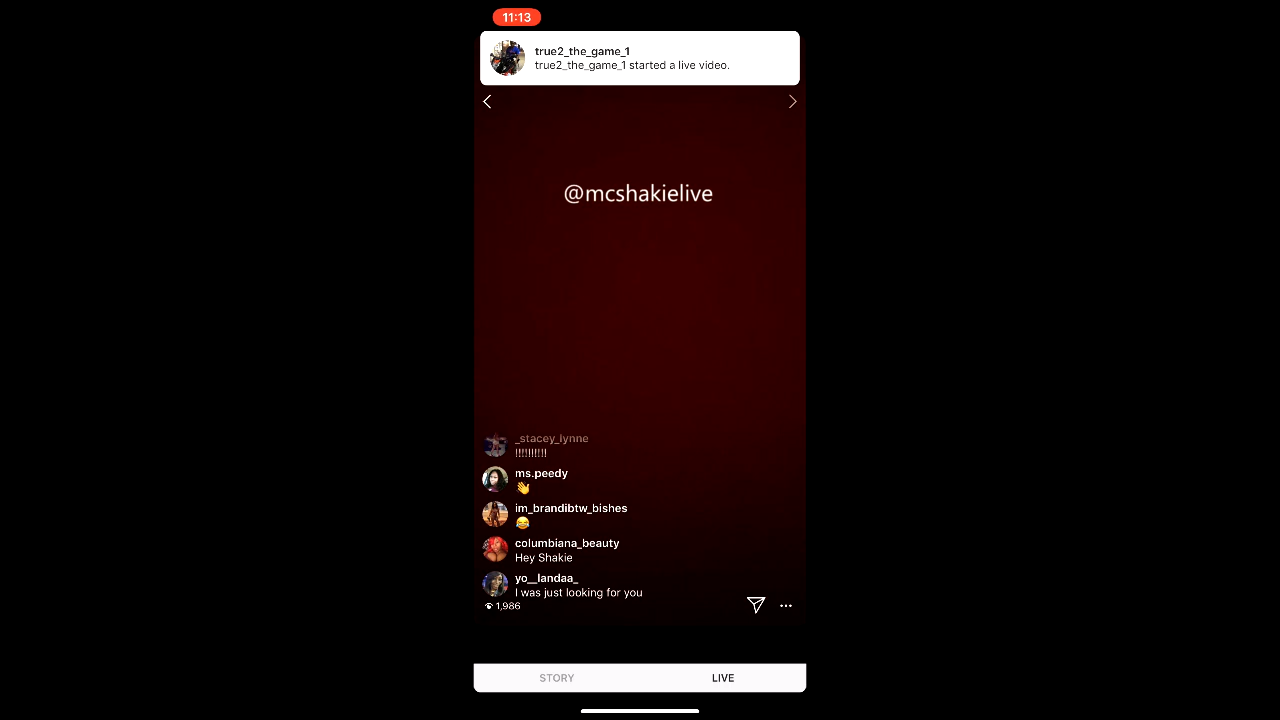 11:13
true2_the_game_1
true2_the_game_1 started a live video.
@mcshakielive
_stacey_lynne
!!!!!!!!!!
ms.peedy
👋
im_brandibtw_bishes
😂
columbiana_beauty
Hey Shakie
yo__landaa_
I was just looking for you
1,986
STORY LIVE